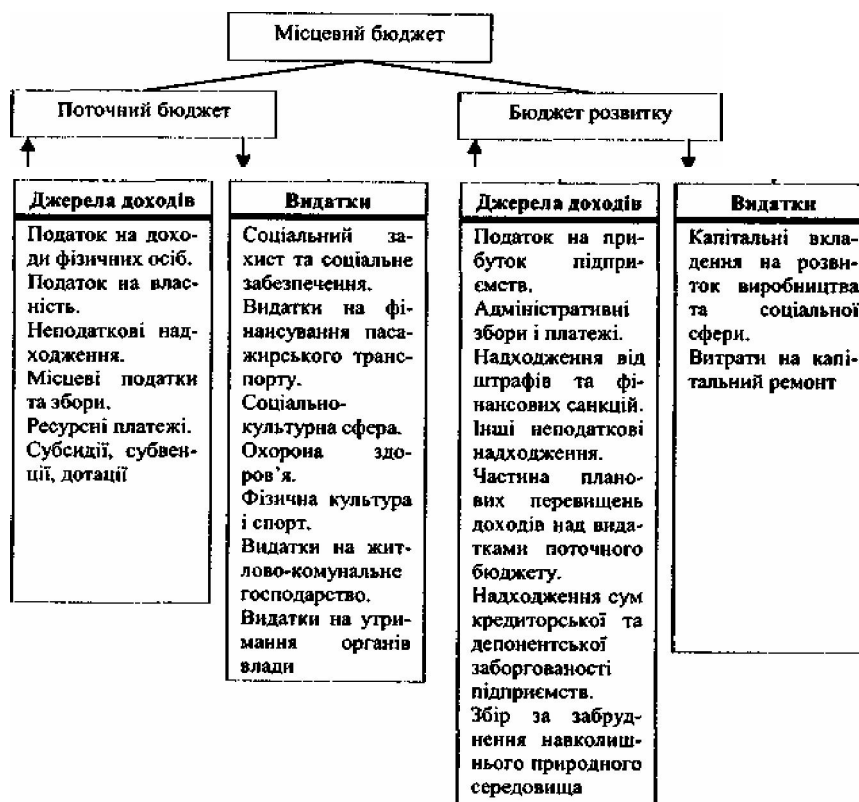 Місцевий бюджет
Поточний бюджет
Бюджет розвитку
Джерела доходів
Податок на дохо-
ди фізичних осіб.
Податок на влас-
ність.
Неподаткові над-
ходження.
Місцеві податки
та збори.
Ресурсні платежі.
Субсидії, субвен-
ції, дотації
Видатки
Соціальний за-
хист та соціальне
забезпечення.
Видатки на фі-
нансування паса-
жирського транс-
порту.
Соціально-
культурна сфера.
Охорона здо-
ров’я.
Фізична культура
і спорт.
Видатки на жит-
лово-комунальне
господарство.
Видатки на утри-
мання органів
влади
Джерела доходів
Податок на при-
буток підпри-
ємств.
Адміністративні
збори і платежі.
Надходження від
штрафів та фі-
нансових санкцій.
Інші неподаткові
надходження.
Частина плано-
вих перевищень
доходів над вида-
тками поточного
бюджету.
Надходження сум
кредиторської та
депонентської
заборгованості
підприємств.
Збір за забруд-
нення навколиш-
нього природного
середовища
Видатки
Капітальні вкла-
дення на розви-
ток виробництва
та соціальної
сфери.
Витрати на капі-
тальний ремонт